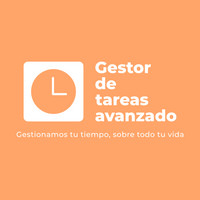 Gestor
de
tareas
avanzado
Gestionamos tu tiempo, sobre todo tu vida